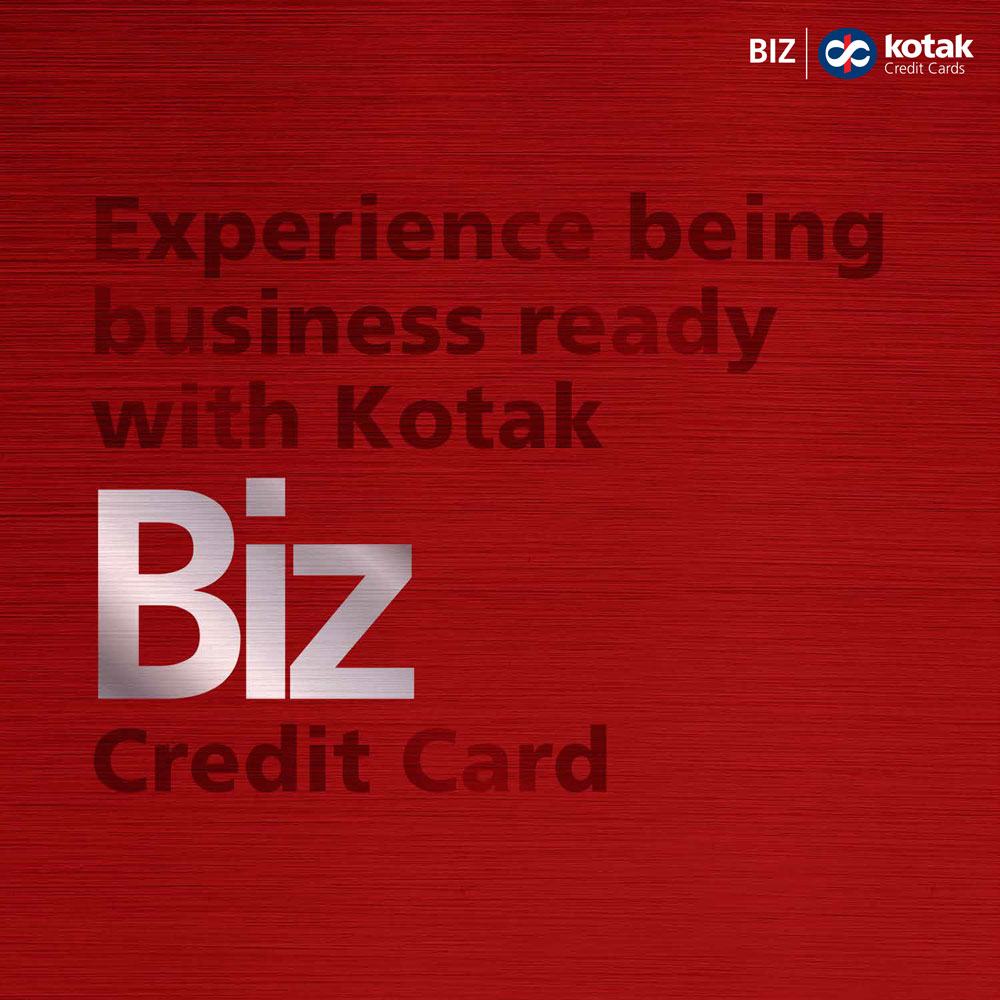 BIZ
kotak
Credit Cards
Experience being
business ready
with Kotak
Biz
Credit Card